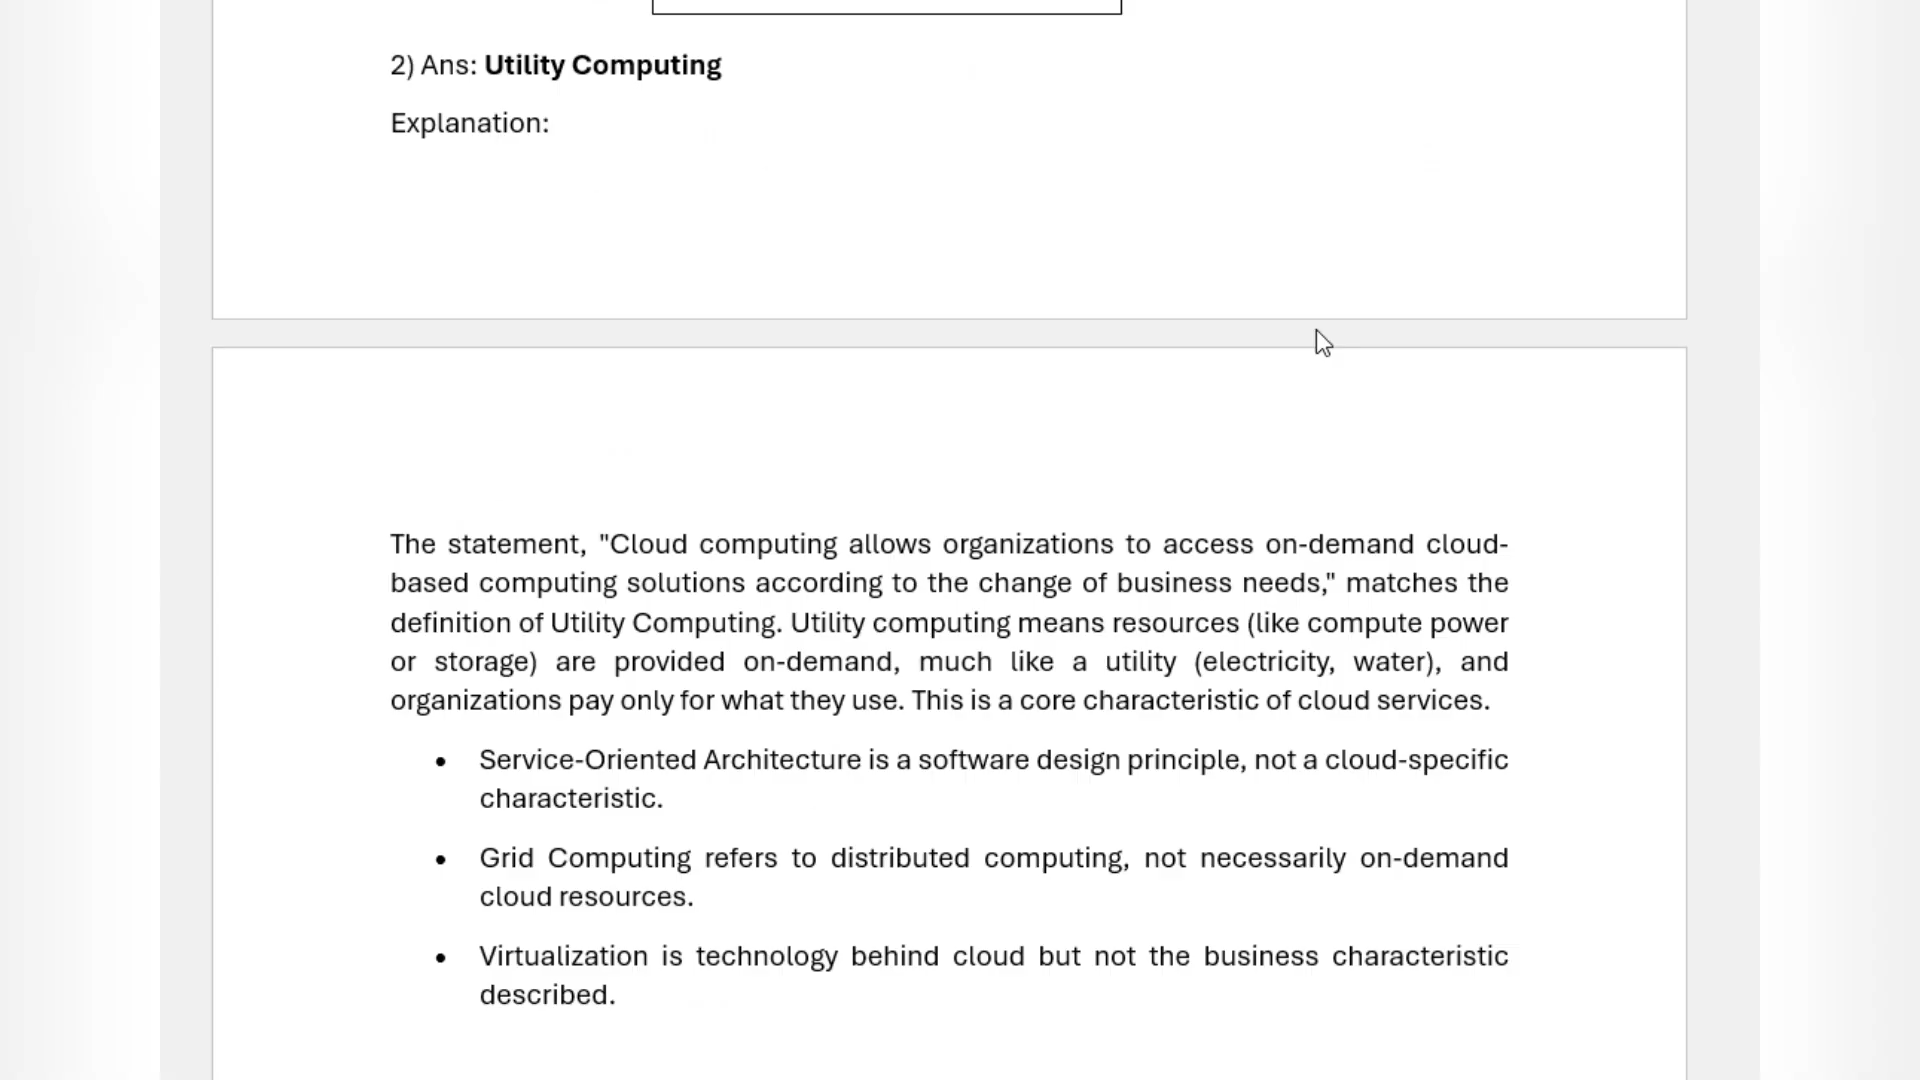 2) Ans: Utility Computing
Explanation:
The statement, "Cloud computing allows organizations to access on-demand cloud-
based computing solutions according to the change of business needs," matches the
definition of Utility Computing. Utility computing means resources (like compute power
or storage) are provided on-demand, much like a utility (electricity, water), and
organizations pay only for what they use. This is a core characteristic of cloud services.
• Service-Oriented Architecture is a software design principle, not a cloud-specific
characteristic.
• Grid Computing refers to distributed computing, not necessarily on-demand
cloud resources.
• Virtualization is technology behind cloud but not the business characteristic
described.